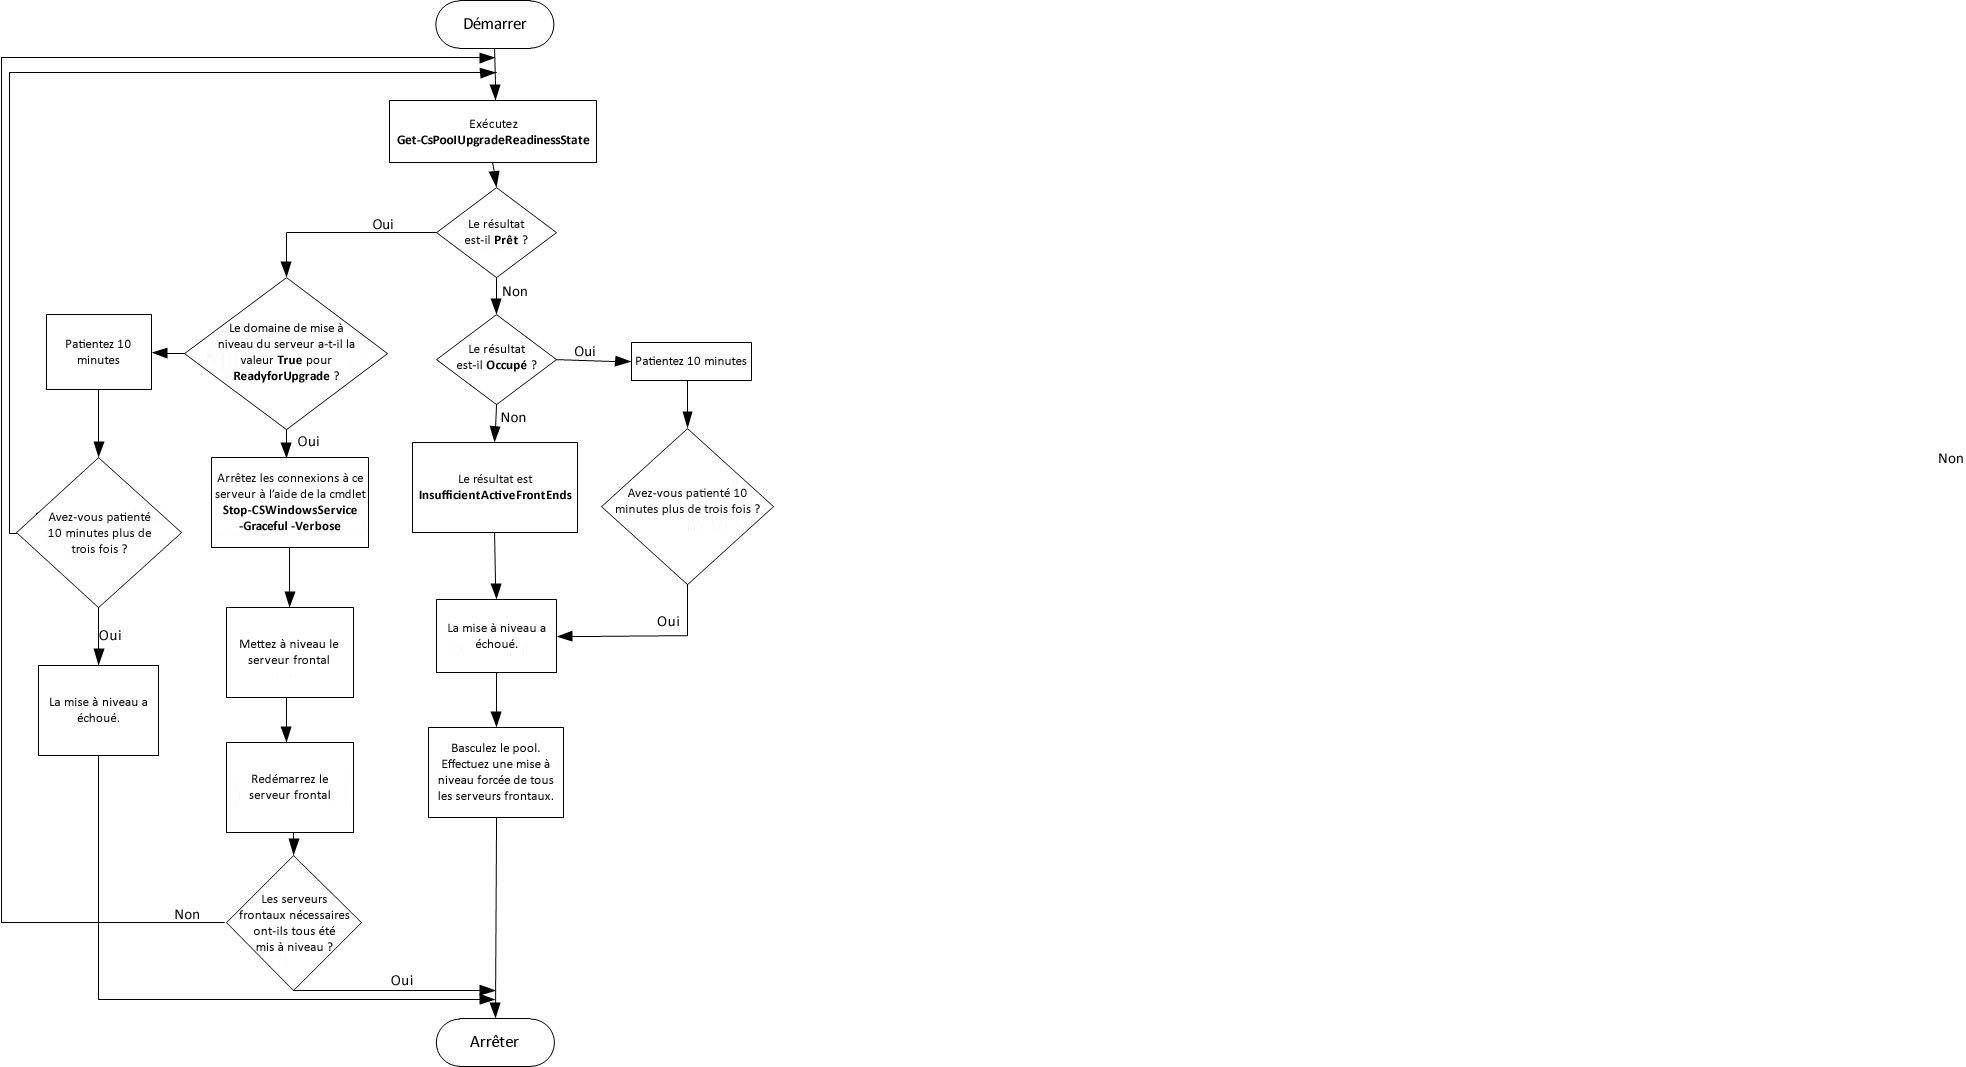 Démarrer
Exécutez
Get-CsPoolUpgradeReadinessState
Le résultat
est-il Prêt ?
Oui
Non
Le domaine de mise à
niveau du serveur a-t-il la
valeur True pour
ReadyforUpgrade ?
Patientez 10
minutes
Le résultat
est-il Occupé ?
Oui
Patientez 10 minutes
Non
Oui
Non
Arrêtez les connexions à ce
serveur à l’aide de la cmdlet
Stop-CSWindowsService
-Graceful -Verbose
Le résultat est
InsufficientActiveFrontEnds
Avez-vous patienté 10
minutes plus de trois fois ?
Avez-vous patienté
10 minutes plus de
trois fois ?
Oui
Oui
Mettez à niveau le
serveur frontal
La mise à niveau a
échoué.
La mise à niveau a
échoué.
Redémarrez le
serveur frontal
Basculez le pool.
Effectuez une mise à
niveau forcée de tous
les serveurs frontaux.
Les serveurs
frontaux nécessaires
ont-ils tous été
mis à niveau ?
Non
Oui
Arrêter